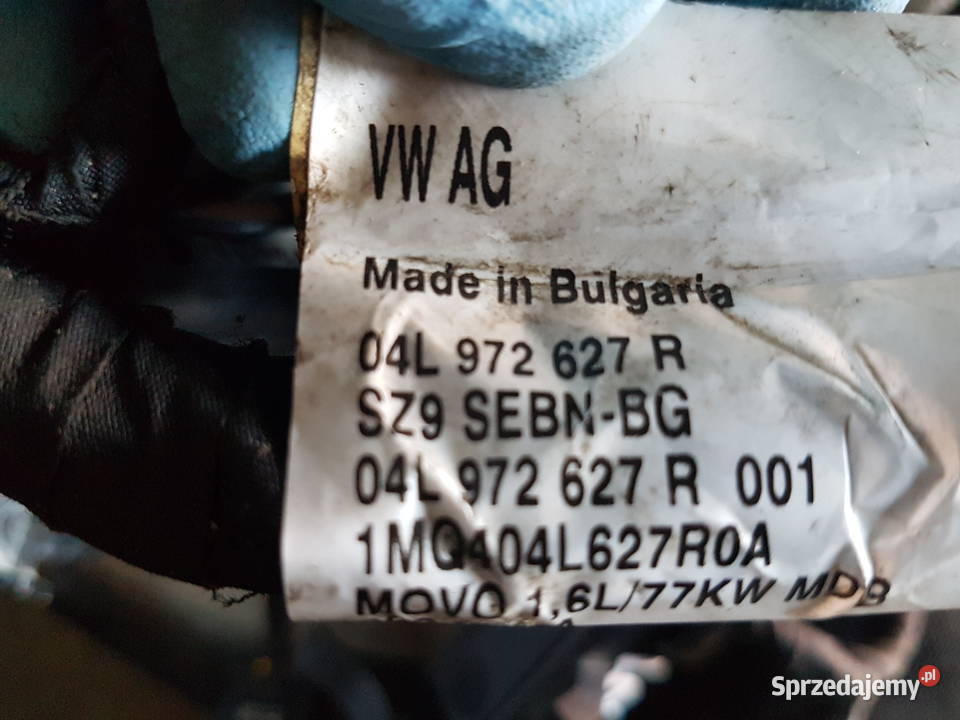 VW AG
Made in Bulgaria
04L 972 627 R
SZ9 SEBN-BG
04L 972 627 R 001
1MQ404L627R0A
MOVO 1,6L/77KW MDB
Sprzedajemy.pl